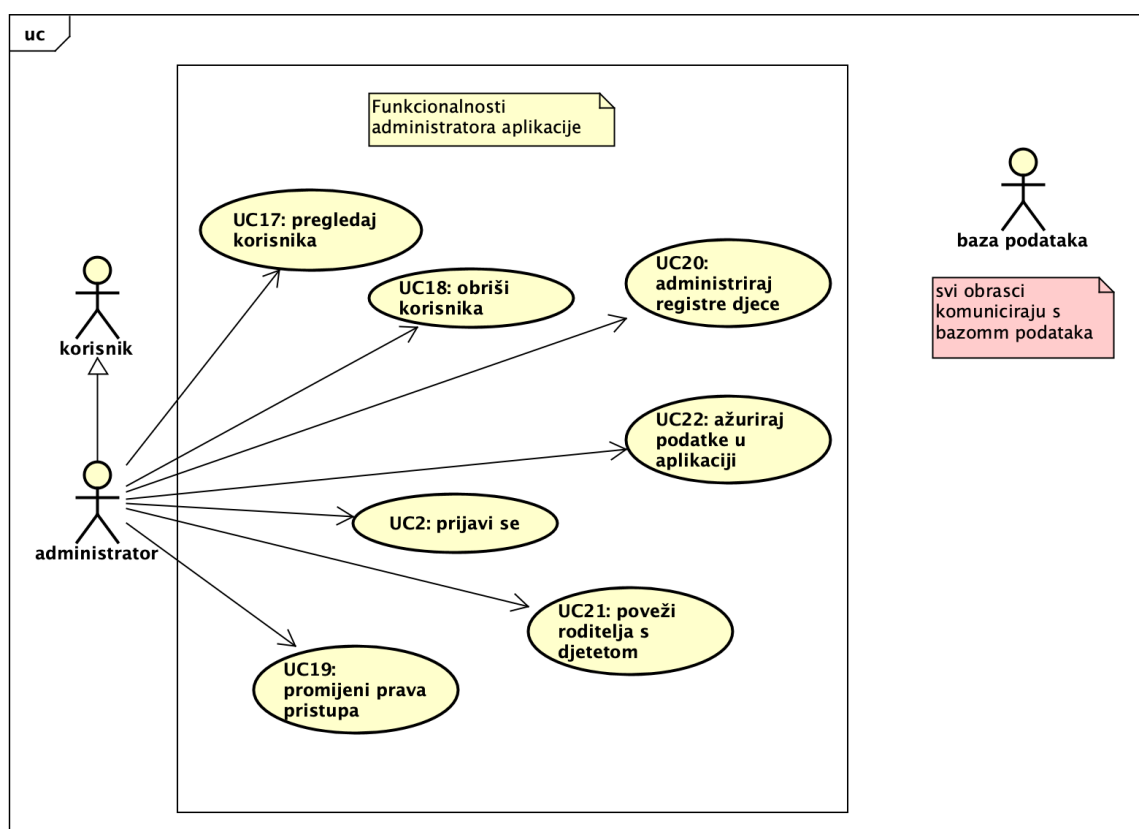 uc
Funkcionalnosti
administratora aplikacije
baza podataka
svi obrasci
komuniciraju s
bazomm podataka
korisnik
administrator
UC17: pregledaj
korisnika
UC18: obriši
korisnika
UC20:
administriraj
registre djece
UC22: ažuriraj
podatke u
aplikaciji
UC2: prijavi se
UC21: poveži
roditelja s
djetetom
UC19:
promijeni prava
pristupa